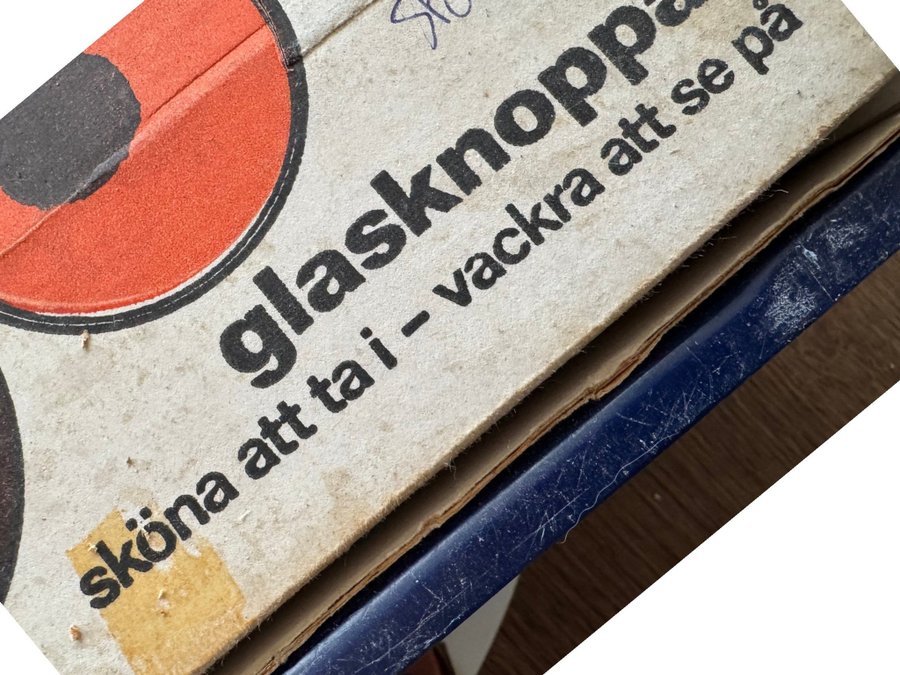 glasknoppa
sköna att ta i – vackra att se på